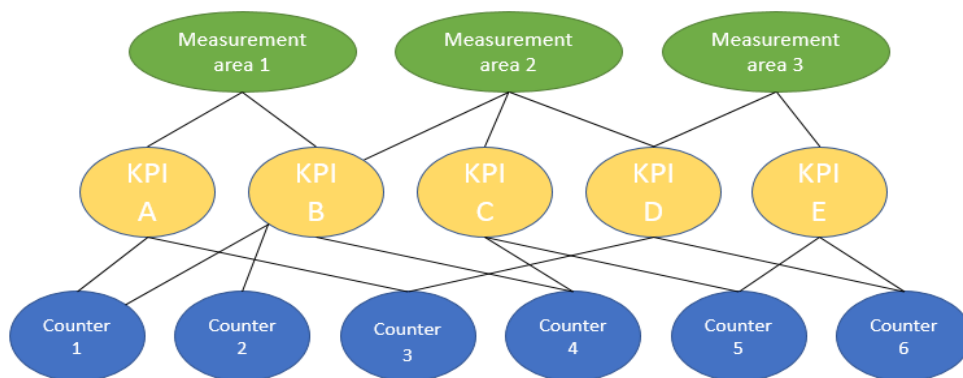 Measurement
area 1
Measurement
area 2
Measurement
area 3
KPI
A
KPI
B
KPI
C
KPI
D
KPI
E
Counter
1
Counter
2
Counter
3
Counter
4
Counter
5
Counter
6